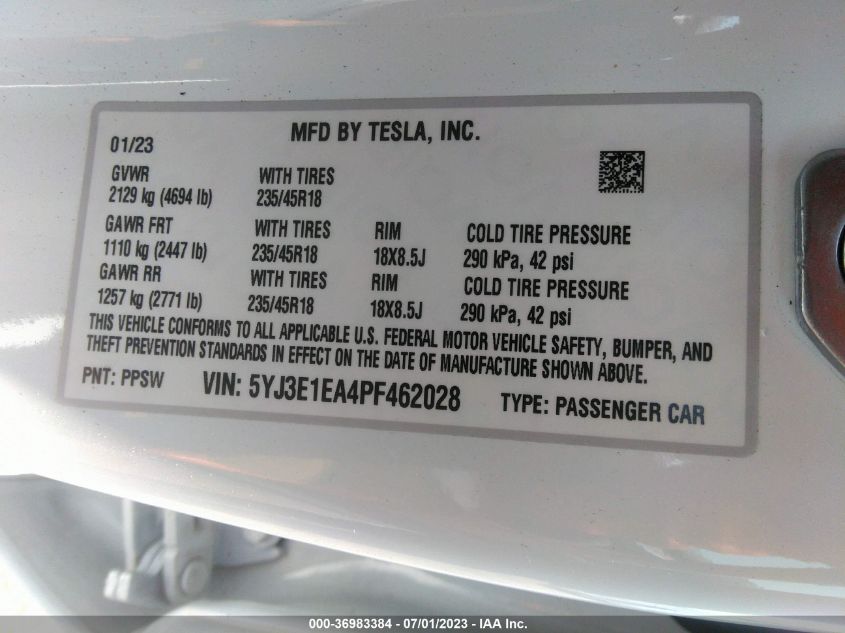 MFD BY TESLA, INC.
01/23
GVWR WITH TIRES
2129 kg (4694 lb) 235/45R18
GAWR FRT WITH TIRES RIM COLD TIRE PRESSURE
1110 kg (2447 lb) 235/45R18 18X8.5J 290 kPa, 42 psi
GAWR RR WITH TIRES RIM COLD TIRE PRESSURE
1257 kg (2771 lb) 235/45R18 18X8.5J 290 kPa, 42 psi
THIS VEHICLE CONFORMS TO ALL APPLICABLE U.S. FEDERAL MOTOR VEHICLE SAFETY, BUMPER, AND
THEFT PREVENTION STANDARDS IN EFFECT ON THE DATE OF MANUFACTURE SHOWN ABOVE.
PNT: PPSW VIN: 5YJ3E1EA4PF462028 TYPE: PASSENGER CAR
000-36983384 - 07/01/2023 - IAA Inc.